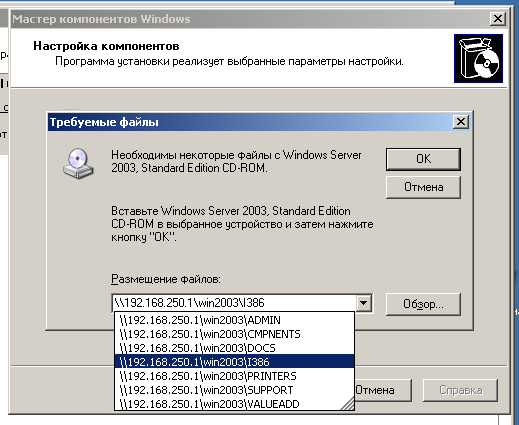 Мастер компонентов Windows
Настройка компонентов
Программа установки реализует выбранные параметры настройки.
Требуемые файлы
Необходимы некоторые файлы с Windows Server
2003, Standard Edition CD-ROM.
OK
Отмена
Вставьте Windows Server 2003, Standard Edition
CD-ROM в выбранное устройство и затем нажмите
кнопку "ОК".
Размещение файлов:
\\192.168.250.1\win2003\I386
Обзор...
\\192.168.250.1\win2003\ADMIN
\\192.168.250.1\win2003\CMPNENTS
\\192.168.250.1\win2003\DOCS
\\192.168.250.1\win2003\I386
\\192.168.250.1\win2003\PRINTERS
\\192.168.250.1\win2003\SUPPORT
\\192.168.250.1\win2003\VALUEADD
Отмена
Справка